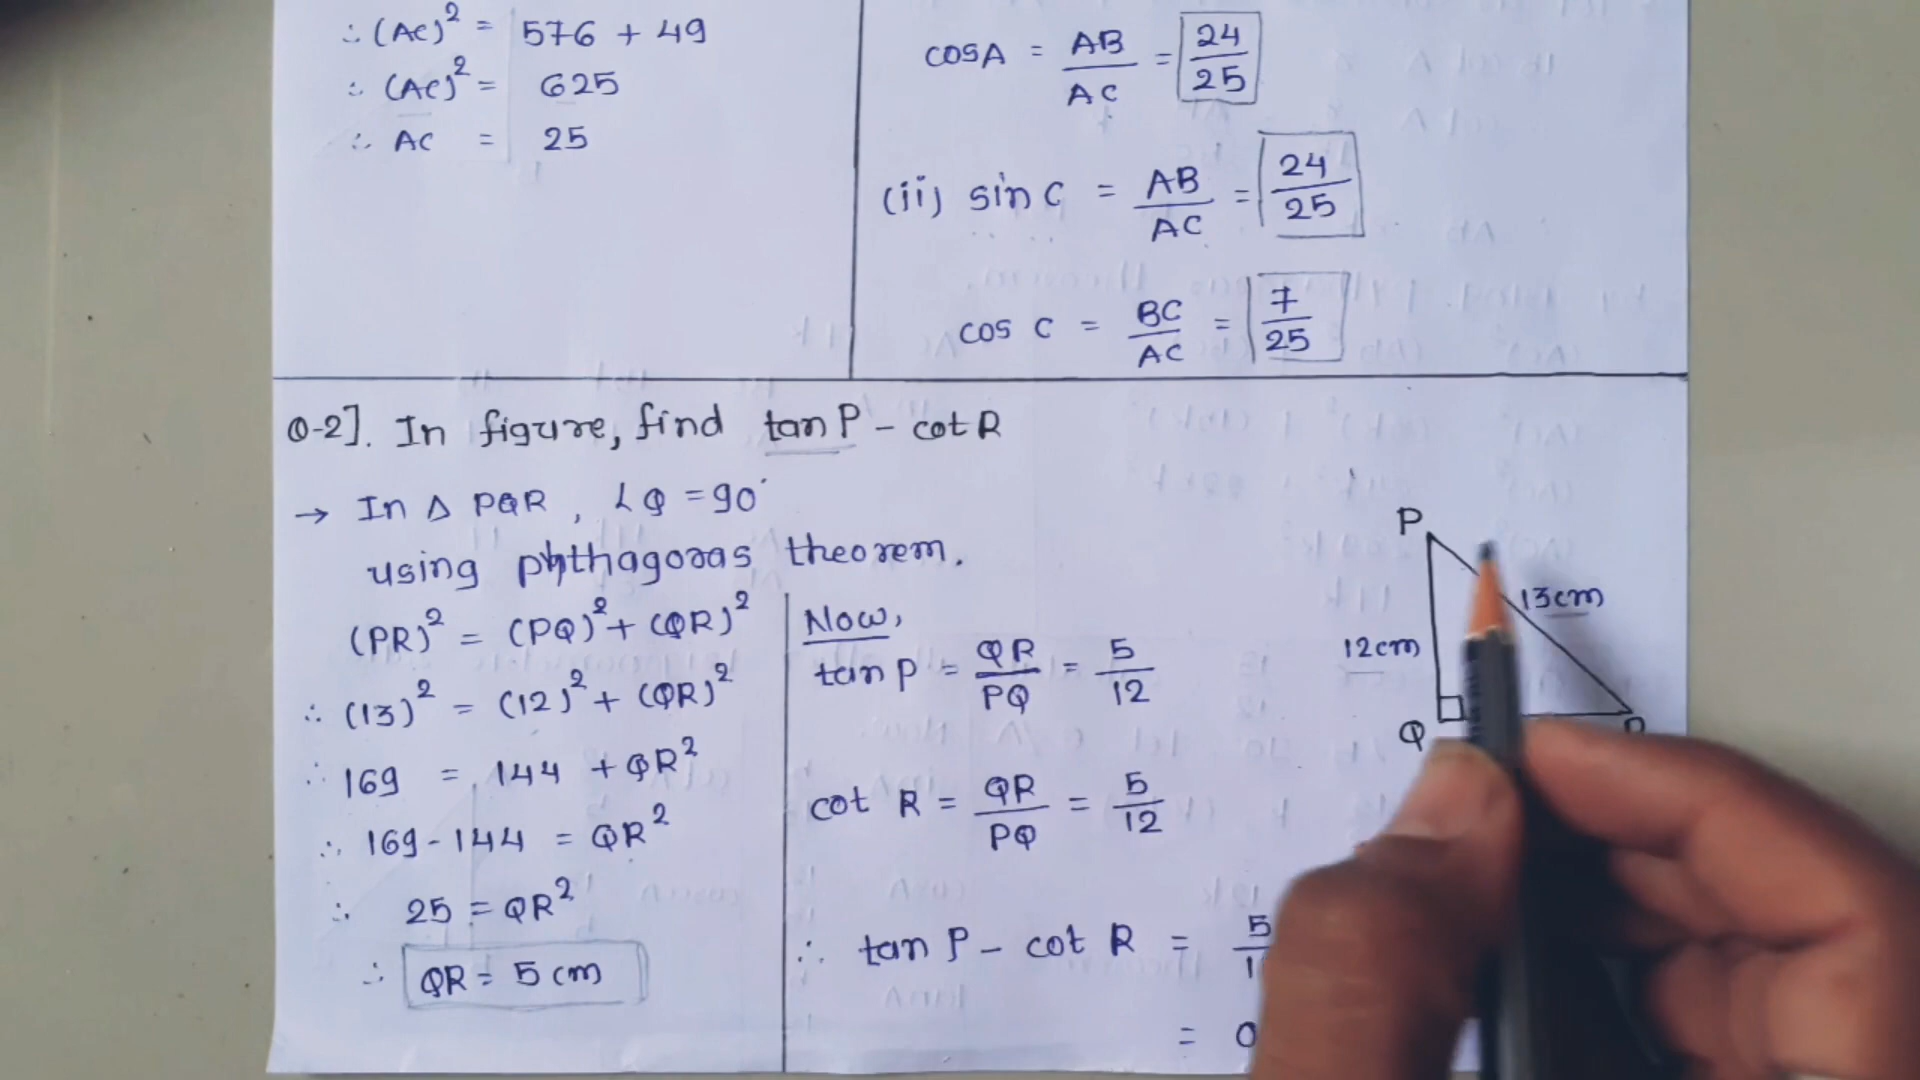 ∴ (AC)² = 576 + 49
∴ (AC)² = 625
∴ AC = 25
cosA = AB/AC = 24/25
(ii) sin C = AB/AC = 24/25
cos C = BC/AC = 7/25
Q-2]. In figure, find tan P - cot R
→ In △ PQR, ∠Q = 90°
using phthagoras theorem.
(PR)² = (PQ)² + (QR)²
∴ (13)² = (12)² + (QR)²
∴ 169 = 144 + QR²
∴ 169 - 144 = QR²
∴ 25 = QR²
∴ QR = 5 cm
Now,
tan P = QR/PQ = 5/12
cot R = QR/PQ = 5/12
∴ tan P - cot R = 5
= 0
P
13cm
12cm
Q